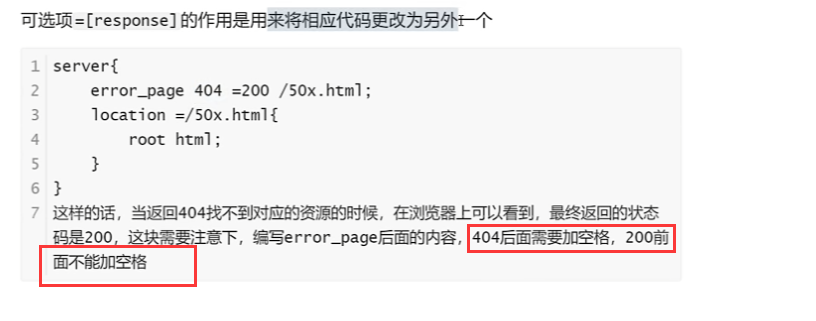 可选项=[response]的作用是用来将相应代码更改为另外一个
1 server{
2 error_page 404 =200 /50x.html;
3 location =/50x.html{
4 root html;
5 }
6 }
7 这样的话，当返回404找不到对应的资源的时候，在浏览器上可以看到，最终返回的状态
码是200，这块需要注意下，编写error_page后面的内容，404后面需要加空格，200前
面不能加空格